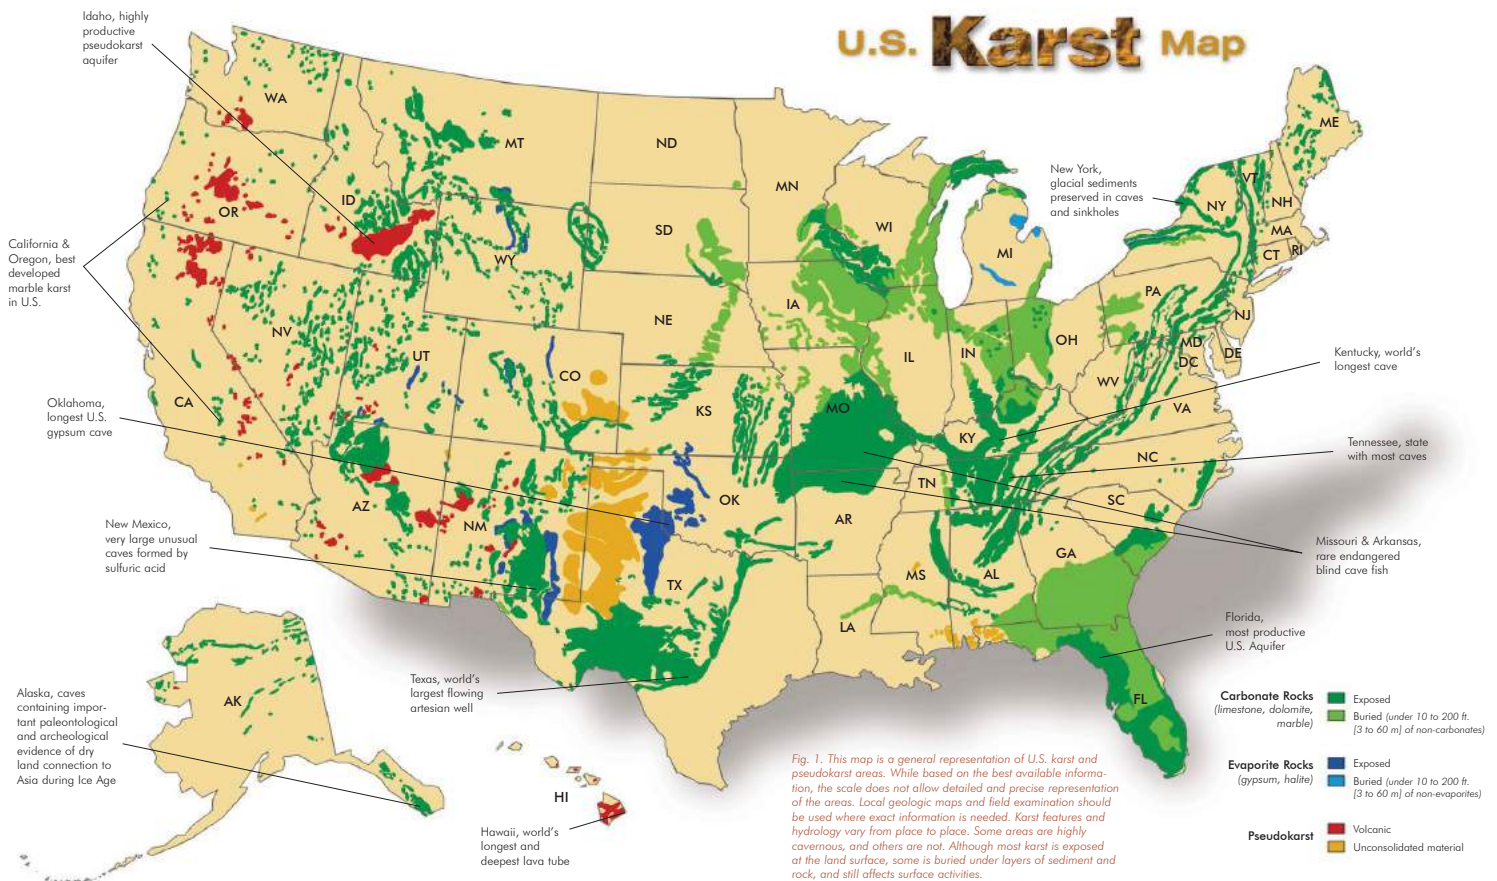 U.S. Karst Map
Idaho, highly
productive
pseudokarst
aquifer
California &
Oregon, best
developed
marble karst
in U.S.
Oklahoma,
longest U.S.
gypsum cave
New Mexico,
very large unusual
caves formed by
sulfuric acid
Alaska, caves
containing impor-
tant paleontological
and archeological
evidence of dry
land connection to
Asia during Ice Age
Texas, world's
largest flowing
artesian well
Hawaii, world's
longest and
deepest lava tube
New York,
glacial sediments
preserved in caves
and sinkholes
Kentucky, world's
longest cave
Tennessee, state
with most caves
Missouri & Arkansas,
rare endangered
blind cave fish
Florida,
most productive
U.S. Aquifer
WA
OR
CA
ID
NV
MT
WY
UT
CO
AZ
NM
ND
SD
NE
KS
OK
TX
MN
IA
MO
AR
LA
WI
IL
MI
IN
OH
KY
TN
MS
AL
GA
FL
SC
NC
VA
WV
PA
NY
VT
NH
ME
MA
CT
RI
NJ
DE
MD
DC
AK
HI
Carbonate Rocks
(limestone, dolomite,
marble)
Exposed
Buried (under 10 to 200 ft.
[3 to 60 m] of non-carbonates)
Evaporite Rocks
(gypsum, halite)
Exposed
Buried (under 10 to 200 ft.
[3 to 60 m] of non-evaporites)
Pseudokarst
Volcanic
Unconsolidated material
Fig. 1. This map is a general representation of U.S. karst and
pseudokarst areas. While based on the best available informa-
tion, the scale does not allow detailed and precise representation
of the areas. Local geologic maps and field examination should
be used where exact information is needed. Karst features and
hydrology vary from place to place. Some areas are highly
cavernous, and others are not. Although most karst is exposed
at the land surface, some is buried under layers of sediment and
rock, and still affects surface activities.